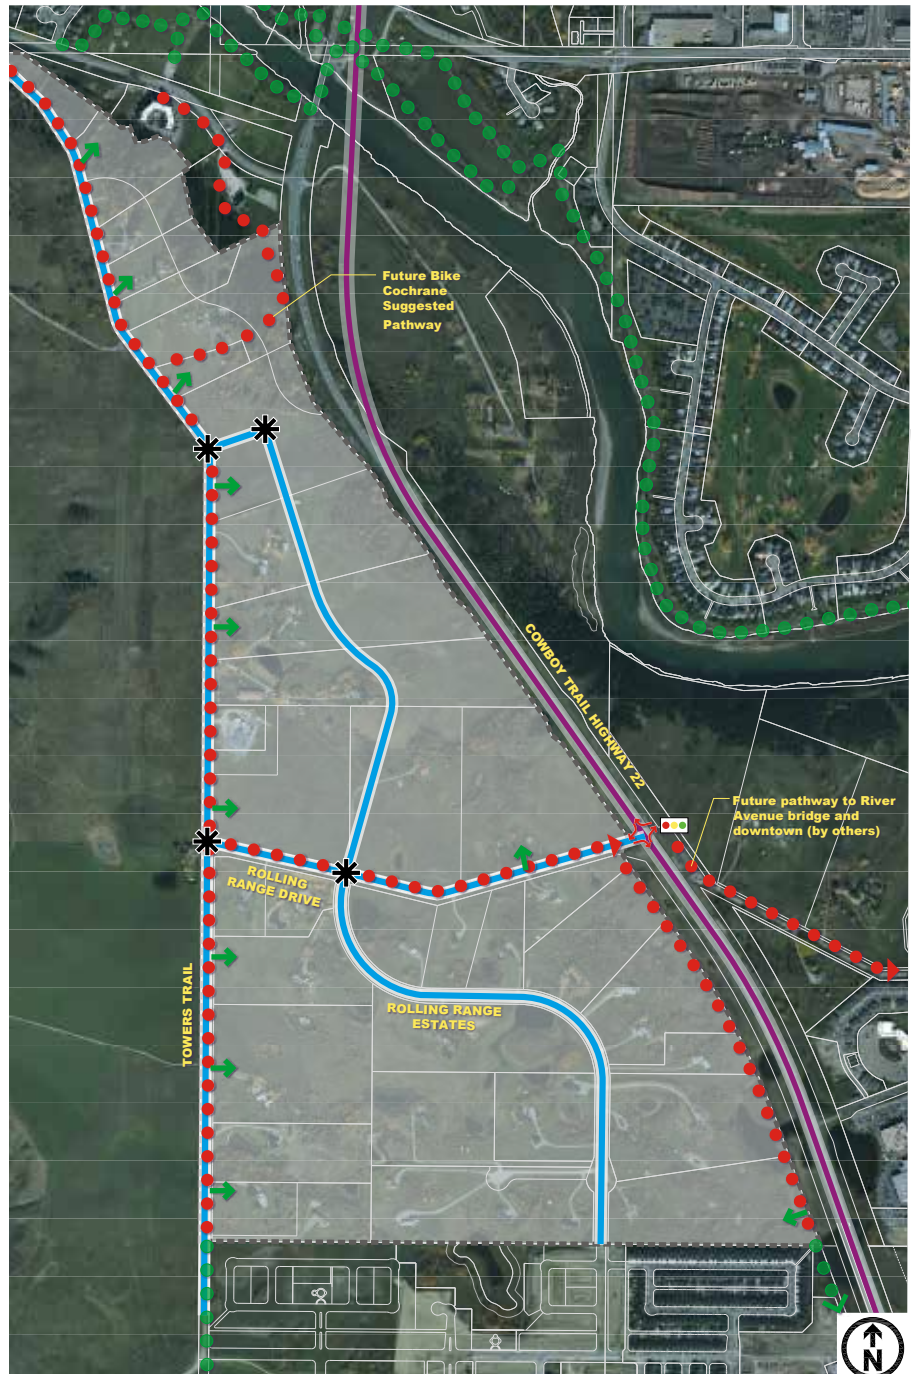 Future Bike
Cochrane
Suggested
Pathway
COWBOY TRAIL HIGHWAY 22
Future pathway to River
Avenue bridge and
downtown (by others)
ROLLING
RANGE DRIVE
TOWERS TRAIL
ROLLING RANGE
ESTATES
N